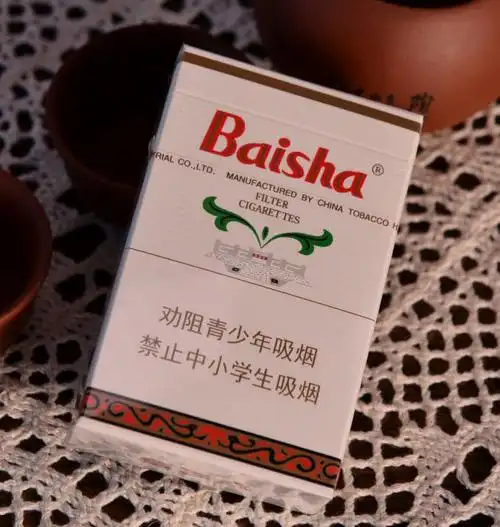 Baisha®
RIAL CO.,LTD. MANUFACTURED BY CHINA TOBACCO H
FILTER
CIGARETTES
劝阻青少年吸烟
禁止中小学生吸烟